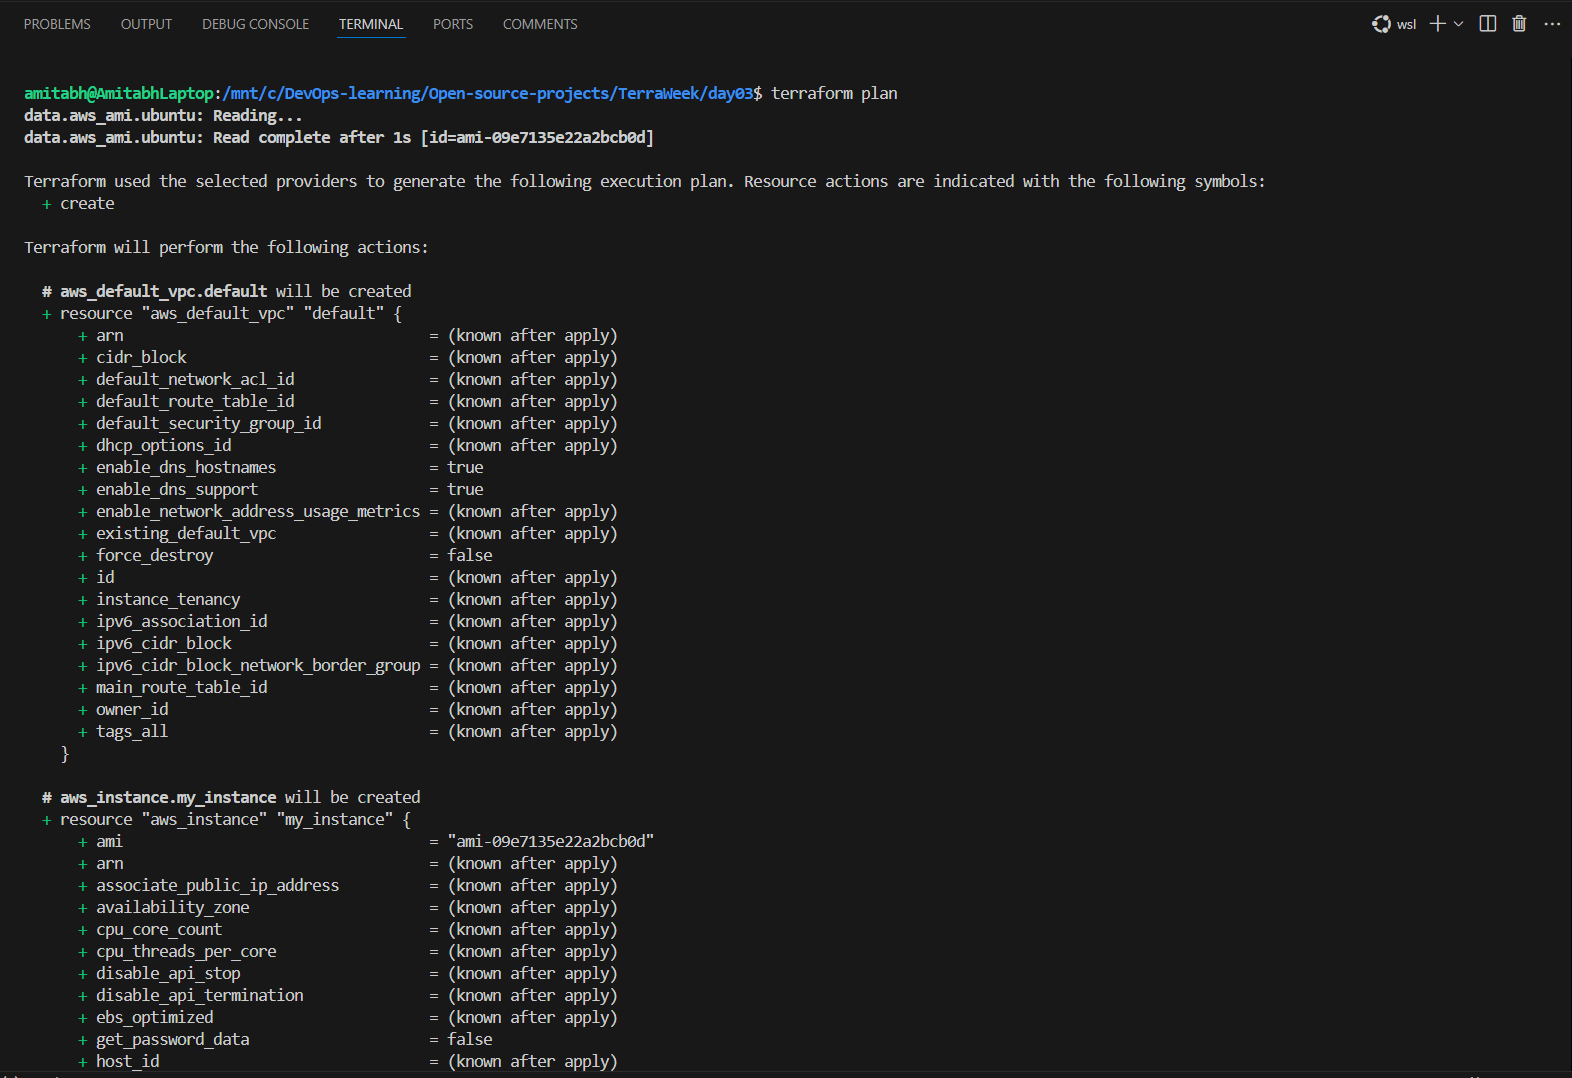 PROBLEMS OUTPUT DEBUG CONSOLE TERMINAL PORTS COMMENTS wsl
amitabh@AmitabhLaptop:/mnt/c/DevOps-learning/Open-source-projects/TerraWeek/day03$ terraform plan
data.aws_ami.ubuntu: Reading...
data.aws_ami.ubuntu: Read complete after 1s [id=ami-09e7135e22a2bcb0d]
Terraform used the selected providers to generate the following execution plan. Resource actions are indicated with the following symbols:
+ create
Terraform will perform the following actions:
# aws_default_vpc.default will be created
+ resource "aws_default_vpc" "default" {
+ arn = (known after apply)
+ cidr_block = (known after apply)
+ default_network_acl_id = (known after apply)
+ default_route_table_id = (known after apply)
+ default_security_group_id = (known after apply)
+ dhcp_options_id = (known after apply)
+ enable_dns_hostnames = true
+ enable_dns_support = true
+ enable_network_address_usage_metrics = (known after apply)
+ existing_default_vpc = (known after apply)
+ force_destroy = false
+ id = (known after apply)
+ instance_tenancy = (known after apply)
+ ipv6_association_id = (known after apply)
+ ipv6_cidr_block = (known after apply)
+ ipv6_cidr_block_network_border_group = (known after apply)
+ main_route_table_id = (known after apply)
+ owner_id = (known after apply)
+ tags_all = (known after apply)
}
# aws_instance.my_instance will be created
+ resource "aws_instance" "my_instance" {
+ ami = "ami-09e7135e22a2bcb0d"
+ arn = (known after apply)
+ associate_public_ip_address = (known after apply)
+ availability_zone = (known after apply)
+ cpu_core_count = (known after apply)
+ cpu_threads_per_core = (known after apply)
+ disable_api_stop = (known after apply)
+ disable_api_termination = (known after apply)
+ ebs_optimized = (known after apply)
+ get_password_data = false
+ host_id = (known after apply)